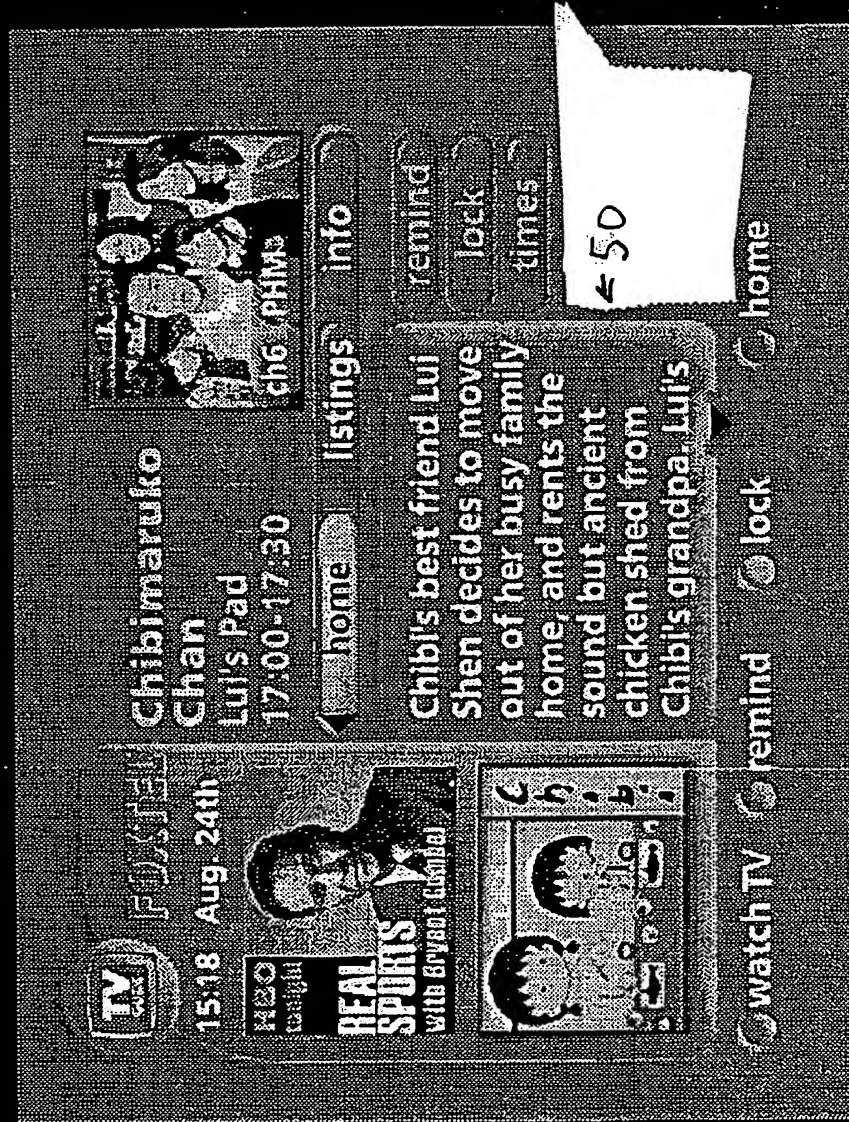 TV
GUIDE
FOXTEL
15:18 Aug. 24th
HBO
tonight
REAL
SPORTS
with Bryant Gumbel
Chibi
Chibimaruko
Chan
Lui's Pad
17:00-17:30
ch6
home
listings
info
Chibi's best friend Lui
Shen decides to move
out of her busy family
home, and rents the
sound but ancient
chicken shed from
Chibi's grandpa. Lui's
remind
lock
times
←50
watch TV
remind
lock
home